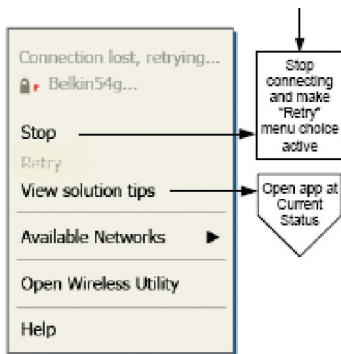 Connection lost, retrying...
Belkin54g...
Stop
Retry
View solution tips
Available Networks
Open Wireless Utility
Help
Stop
connecting
and make
"Retry"
menu choice
active
Open app at
Current
Status